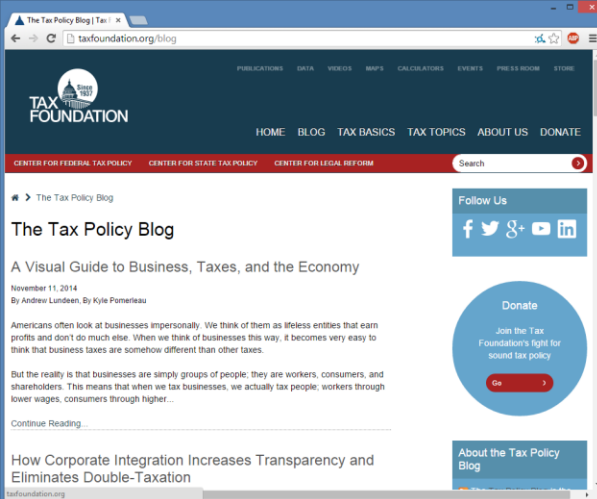 The Tax Policy Blog | Tax
taxfoundation.org/blog
ABP
PUBLICATIONS DATA VIDEOS MAPS CALCULATORS EVENTS PRESS ROOM STORE
Since
1937
TAX
FOUNDATION
HOME BLOG TAX BASICS TAX TOPICS ABOUT US DONATE
CENTER FOR FEDERAL TAX POLICY CENTER FOR STATE TAX POLICY CENTER FOR LEGAL REFORM
Search
The Tax Policy Blog
The Tax Policy Blog
A Visual Guide to Business, Taxes, and the Economy
November 11, 2014
By Andrew Lundeen, By Kyle Pomerleau
Americans often look at businesses impersonally. We think of them as lifeless entities that earn
profits and don't do much else. When we think of businesses this way, it becomes very easy to
think that business taxes are somehow different than other taxes.
But the reality is that businesses are simply groups of people; they are workers, consumers, and
shareholders. This means that when we tax businesses, we actually tax people; workers through
lower wages, consumers through higher...
Continue Reading...
How Corporate Integration Increases Transparency and
Eliminates Double-Taxation
Follow Us
Donate
Join the Tax
Foundation's fight for
sound tax policy
Go
About the Tax Policy
Blog
taxfoundation.org